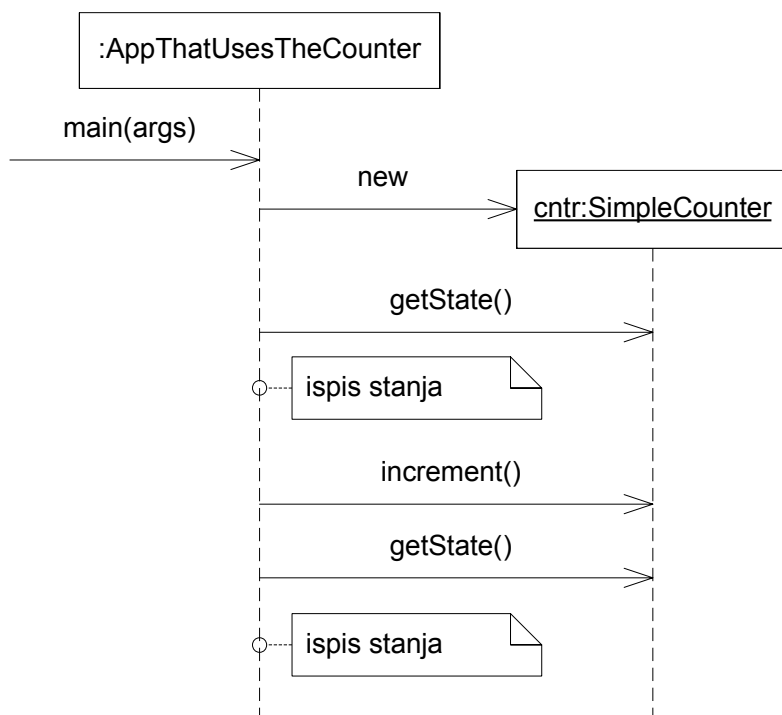 :AppThatUsesTheCounter
main(args)
new
cntr:SimpleCounter
getState()
ispis stanja
increment()
getState()
ispis stanja